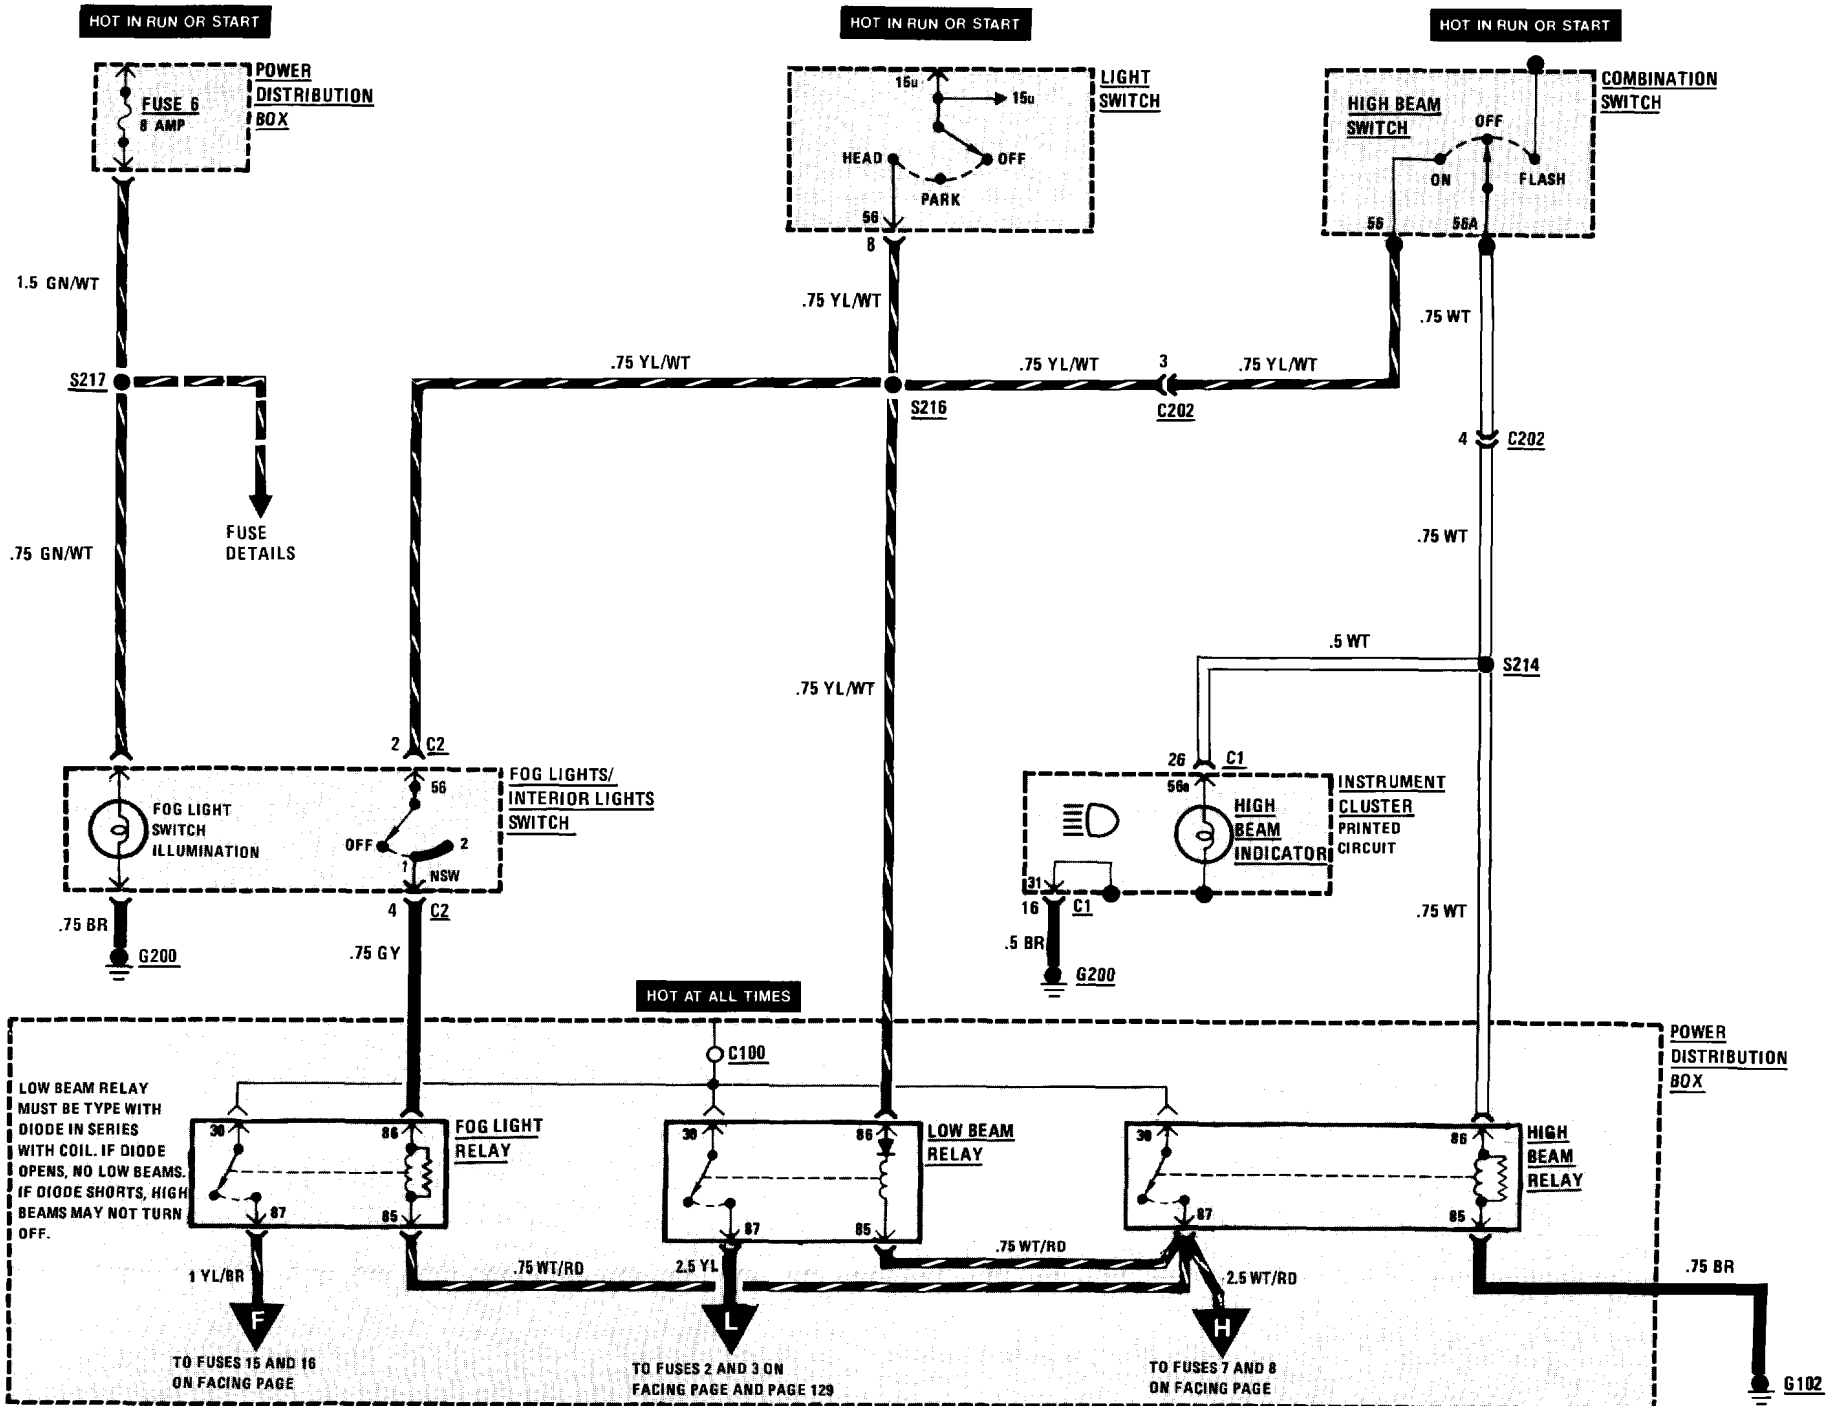 HOT IN RUN OR START
HOT IN RUN OR START
HOT IN RUN OR START
POWER
DISTRIBUTION
BOX
FUSE 6
8 AMP
LIGHT
SWITCH
15u
15u
HEAD
OFF
PARK
56
8
COMBINATION
SWITCH
HIGH BEAM
SWITCH
OFF
ON
FLASH
56
56A
1.5 GN/WT
.75 YL/WT
.75 WT
S217
.75 YL/WT
S216
.75 YL/WT
3
C202
.75 YL/WT
4
C202
FUSE
DETAILS
.75 GN/WT
.75 WT
.5 WT
S214
.75 YL/WT
2
C2
FOG LIGHTS/
INTERIOR LIGHTS
SWITCH
FOG LIGHT
SWITCH
ILLUMINATION
56
OFF
2
1
NSW
4
C2
26
C1
56a
INSTRUMENT
CLUSTER
PRINTED
CIRCUIT
HIGH
BEAM
INDICATOR
31
16
C1
.75 WT
.75 BR
G200
.75 GY
.5 BR
G200
HOT AT ALL TIMES
C100
POWER
DISTRIBUTION
BOX
LOW BEAM RELAY
MUST BE TYPE WITH
DIODE IN SERIES
WITH COIL. IF DIODE
OPENS, NO LOW BEAMS.
IF DIODE SHORTS, HIGH
BEAMS MAY NOT TURN
OFF.
30
86
FOG LIGHT
RELAY
87
85
30
86
LOW BEAM
RELAY
87
85
30
86
HIGH
BEAM
RELAY
87
85
1 YL/BR
.75 WT/RD
2.5 YL
.75 WT/RD
2.5 WT/RD
.75 BR
F
L
H
TO FUSES 15 AND 16
ON FACING PAGE
TO FUSES 2 AND 3 ON
FACING PAGE AND PAGE 129
TO FUSES 7 AND 8
ON FACING PAGE
G102